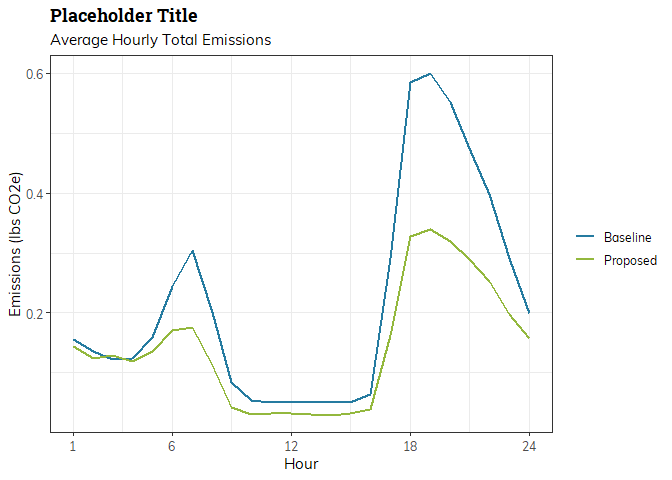 Placeholder Title
Average Hourly Total Emissions
Emissions (lbs CO2e)
0.6
0.4
0.2
1
6
12
18
24
Hour
Baseline
Proposed